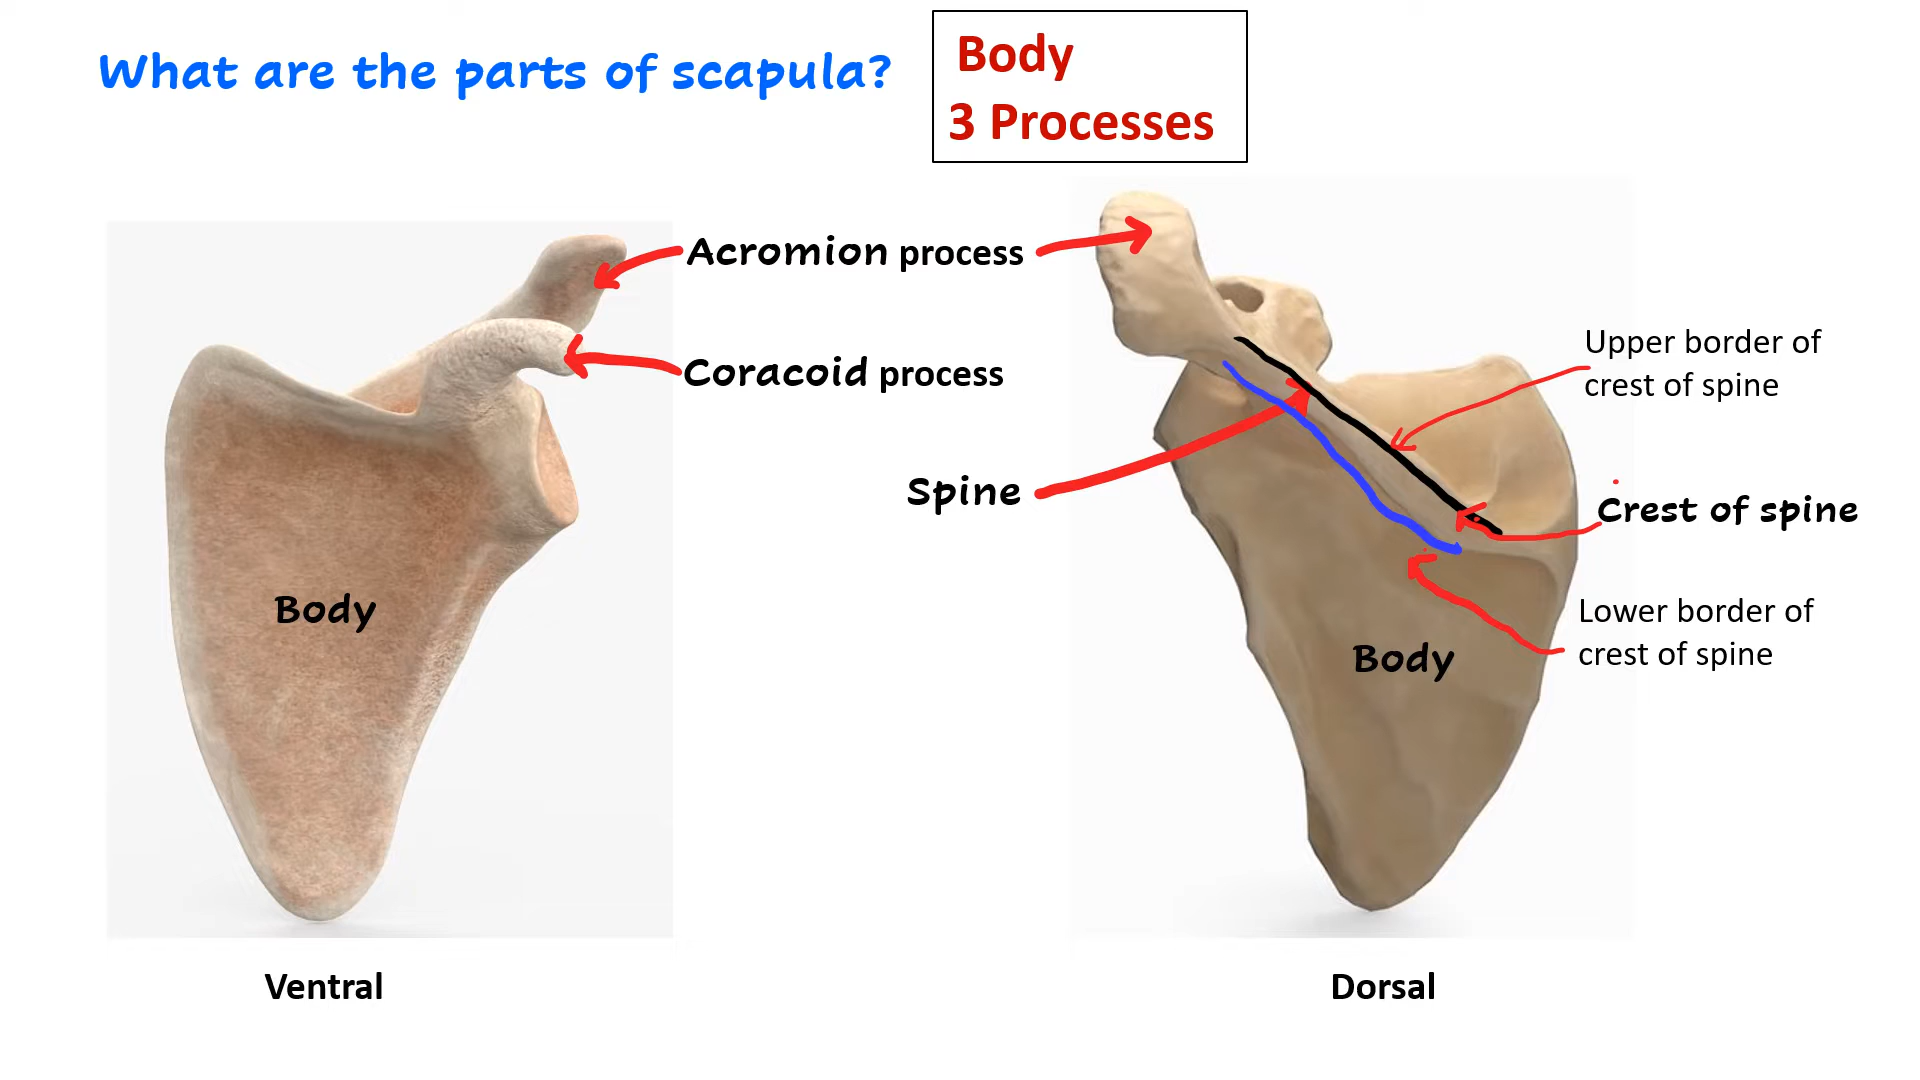 What are the parts of scapula?
Body
3 Processes
Acromion process
Coracoid process
Upper border of
crest of spine
Spine
Crest of spine
Body
Lower border of
crest of spine
Body
Ventral
Dorsal